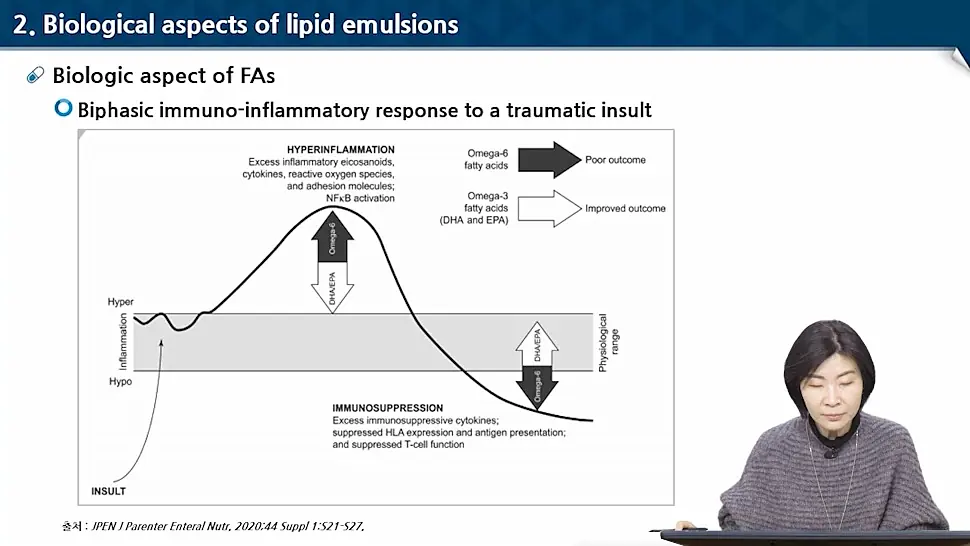 2. Biological aspects of lipid emulsions
Biologic aspect of FAs
Biphasic immuno-inflammatory response to a traumatic insult
HYPERINFLAMMATION
Excess inflammatory eicosanoids,
cytokines, reactive oxygen species,
and adhesion molecules;
NFκB activation
Omega-6
fatty acids
Poor outcome
Omega-3
fatty acids
(DHA and EPA)
Improved outcome
Omega-6
DHA/EPA
Hyper
Inflammation
Hypo
Physiological
range
DHA/EPA
Omega-6
IMMUNOSUPPRESSION
Excess immunosuppressive cytokines;
suppressed HLA expression and antigen presentation;
and suppressed T-cell function
INSULT
출처 : JPEN J Parenter Enteral Nutr. 2020;44 Suppl 1:S21-S27.